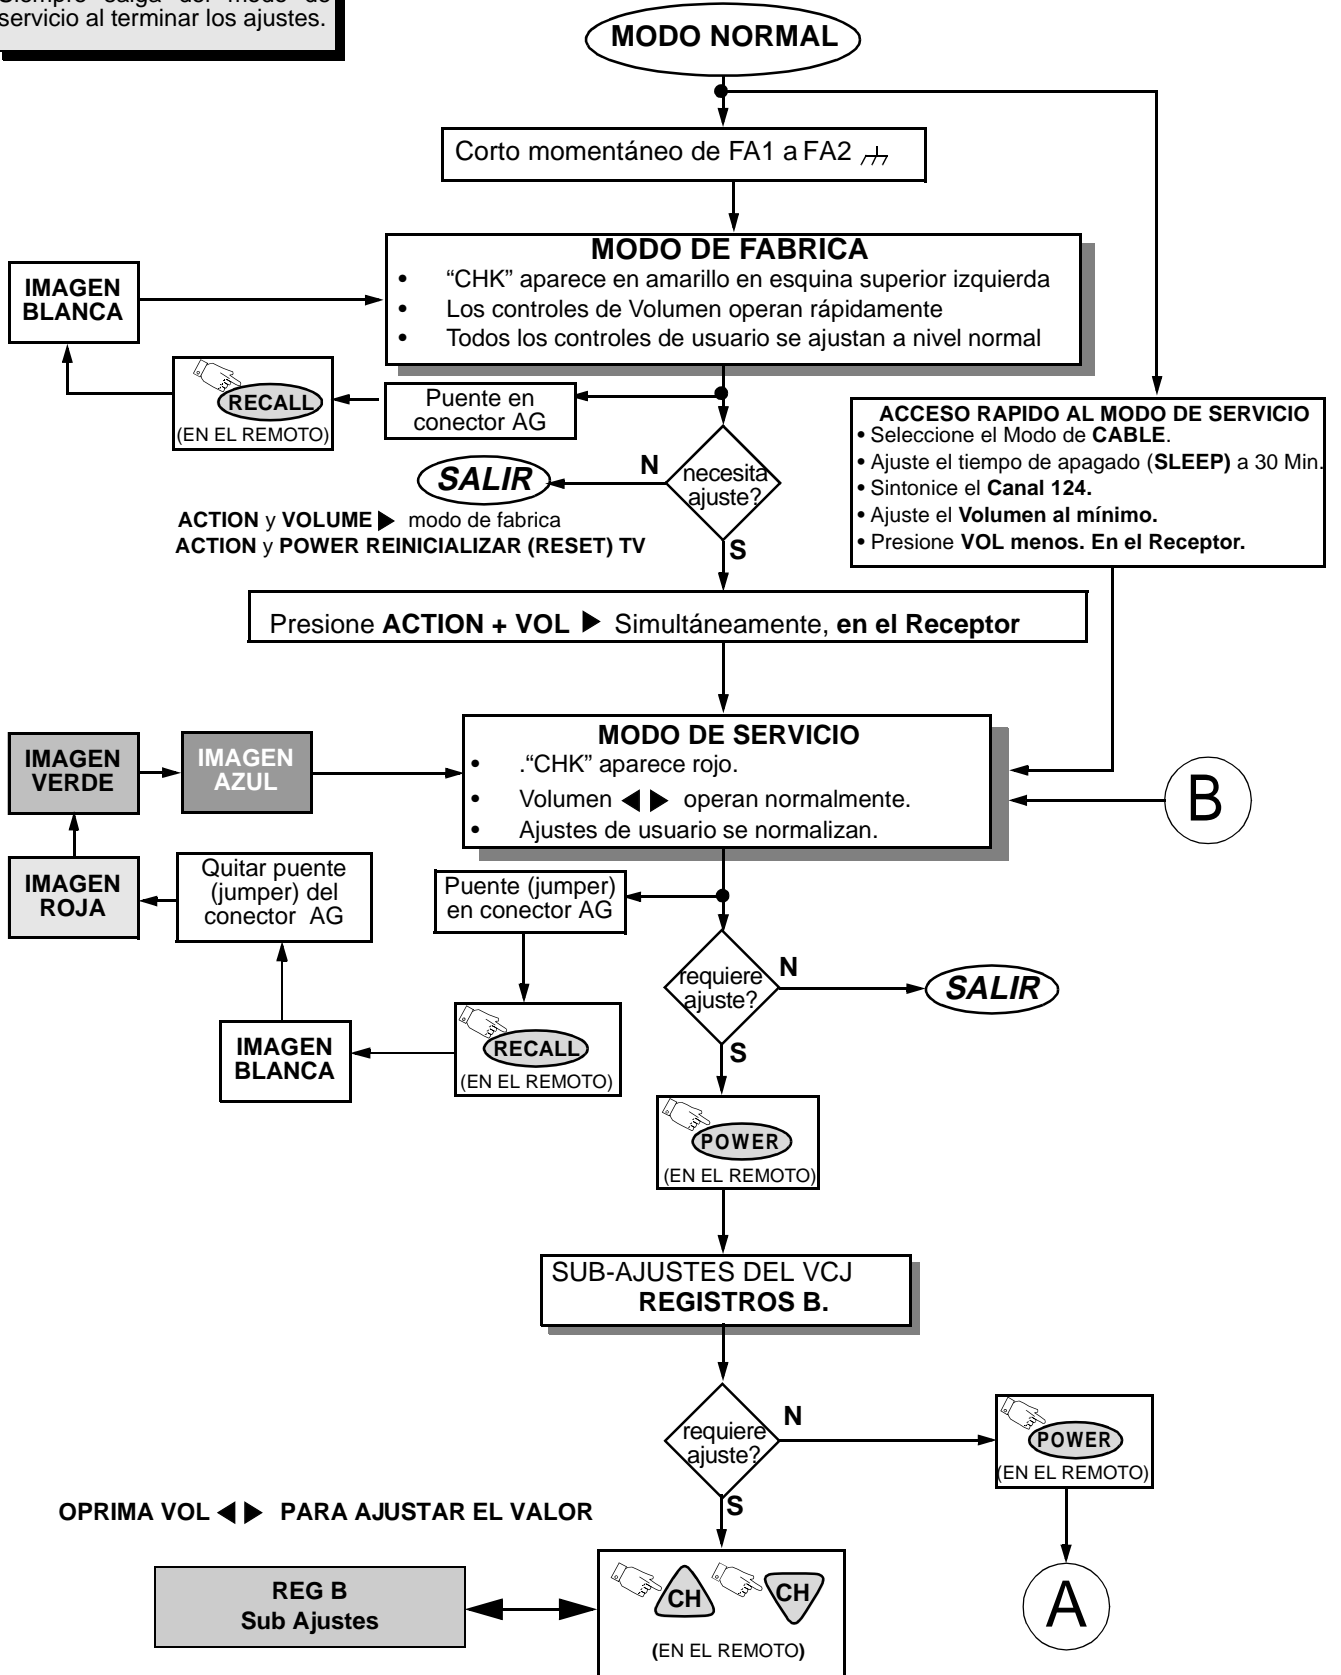 servicio al terminar los ajustes.
MODO NORMAL
Corto momentáneo de FA1 a FA2
MODO DE FABRICA
• “CHK” aparece en amarillo en esquina superior izquierda
• Los controles de Volumen operan rápidamente
• Todos los controles de usuario se ajustan a nivel normal
IMAGEN
BLANCA
RECALL
(EN EL REMOTO)
Puente en
conector AG
ACCESO RAPIDO AL MODO DE SERVICIO
• Seleccione el Modo de CABLE.
• Ajuste el tiempo de apagado (SLEEP) a 30 Min.
• Sintonice el Canal 124.
• Ajuste el Volumen al mínimo.
• Presione VOL menos. En el Receptor.
necesita
ajuste?
N
SALIR
ACTION y VOLUME ▶ modo de fabrica
ACTION y POWER REINICIALIZAR (RESET) TV
S
Presione ACTION + VOL ▶ Simultáneamente, en el Receptor
MODO DE SERVICIO
• .“CHK” aparece rojo.
• Volumen ◀ ▶ operan normalmente.
• Ajustes de usuario se normalizan.
IMAGEN
VERDE
IMAGEN
AZUL
B
IMAGEN
ROJA
Quitar puente
(jumper) del
conector AG
Puente (jumper)
en conector AG
requiere
ajuste?
N
SALIR
IMAGEN
BLANCA
RECALL
(EN EL REMOTO)
S
POWER
(EN EL REMOTO)
SUB-AJUSTES DEL VCJ
REGISTROS B.
requiere
ajuste?
N
POWER
(EN EL REMOTO)
S
OPRIMA VOL ◀ ▶ PARA AJUSTAR EL VALOR
REG B
Sub Ajustes
CH
CH
(EN EL REMOTO)
A